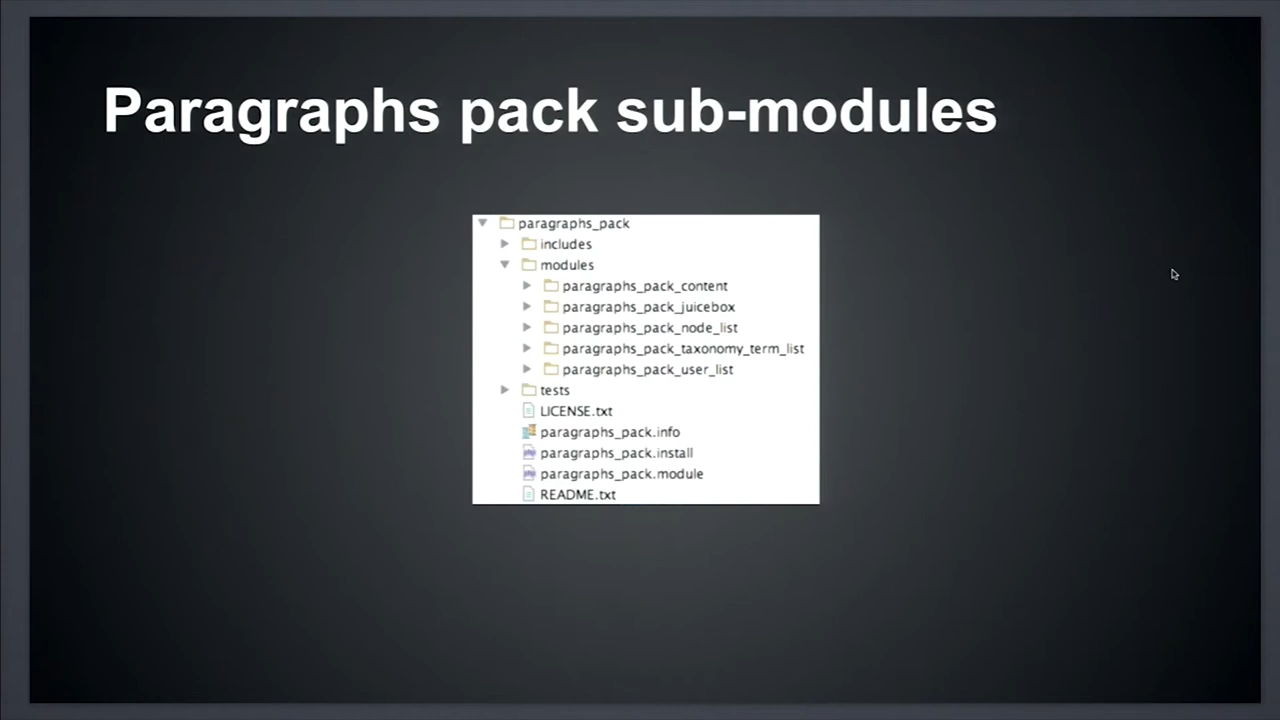 Paragraphs pack sub-modules
paragraphs_pack
includes
modules
paragraphs_pack_content
paragraphs_pack_juicebox
paragraphs_pack_node_list
paragraphs_pack_taxonomy_term_list
paragraphs_pack_user_list
tests
LICENSE.txt
paragraphs_pack.info
paragraphs_pack.install
paragraphs_pack.module
README.txt